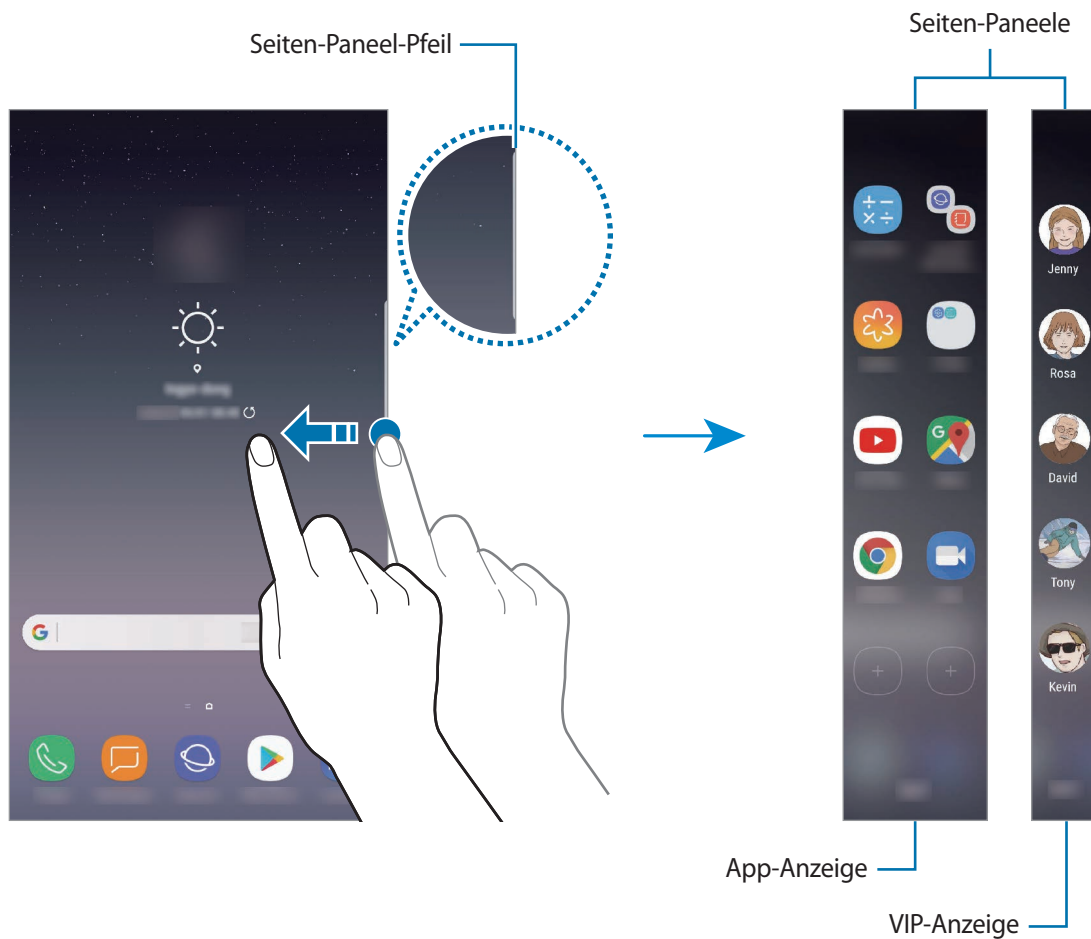 Seiten-Paneele
Seiten-Paneel-Pfeil
Jenny
Rosa
David
Tony
Kevin
App-Anzeige
VIP-Anzeige